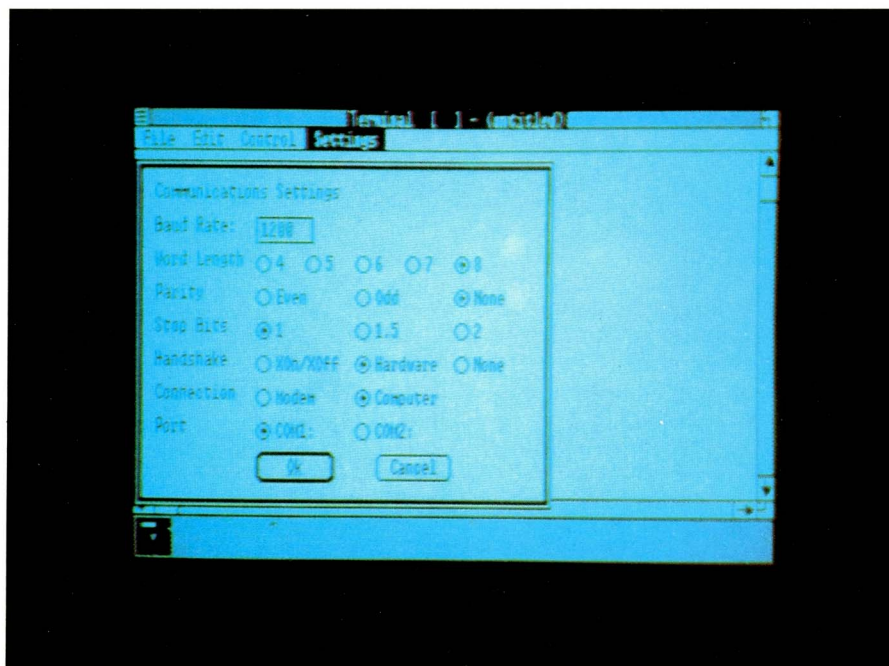 Terminal [ ] - (untitled)
File Edit Control Settings
Communications Settings
Baud Rate: 1200
Word Length 4 5 6 7 8
Parity Even Odd None
Stop Bits 1 1.5 2
Handshake XOn/XOff Hardware None
Connection Modem Computer
Port COM1: COM2:
Ok Cancel